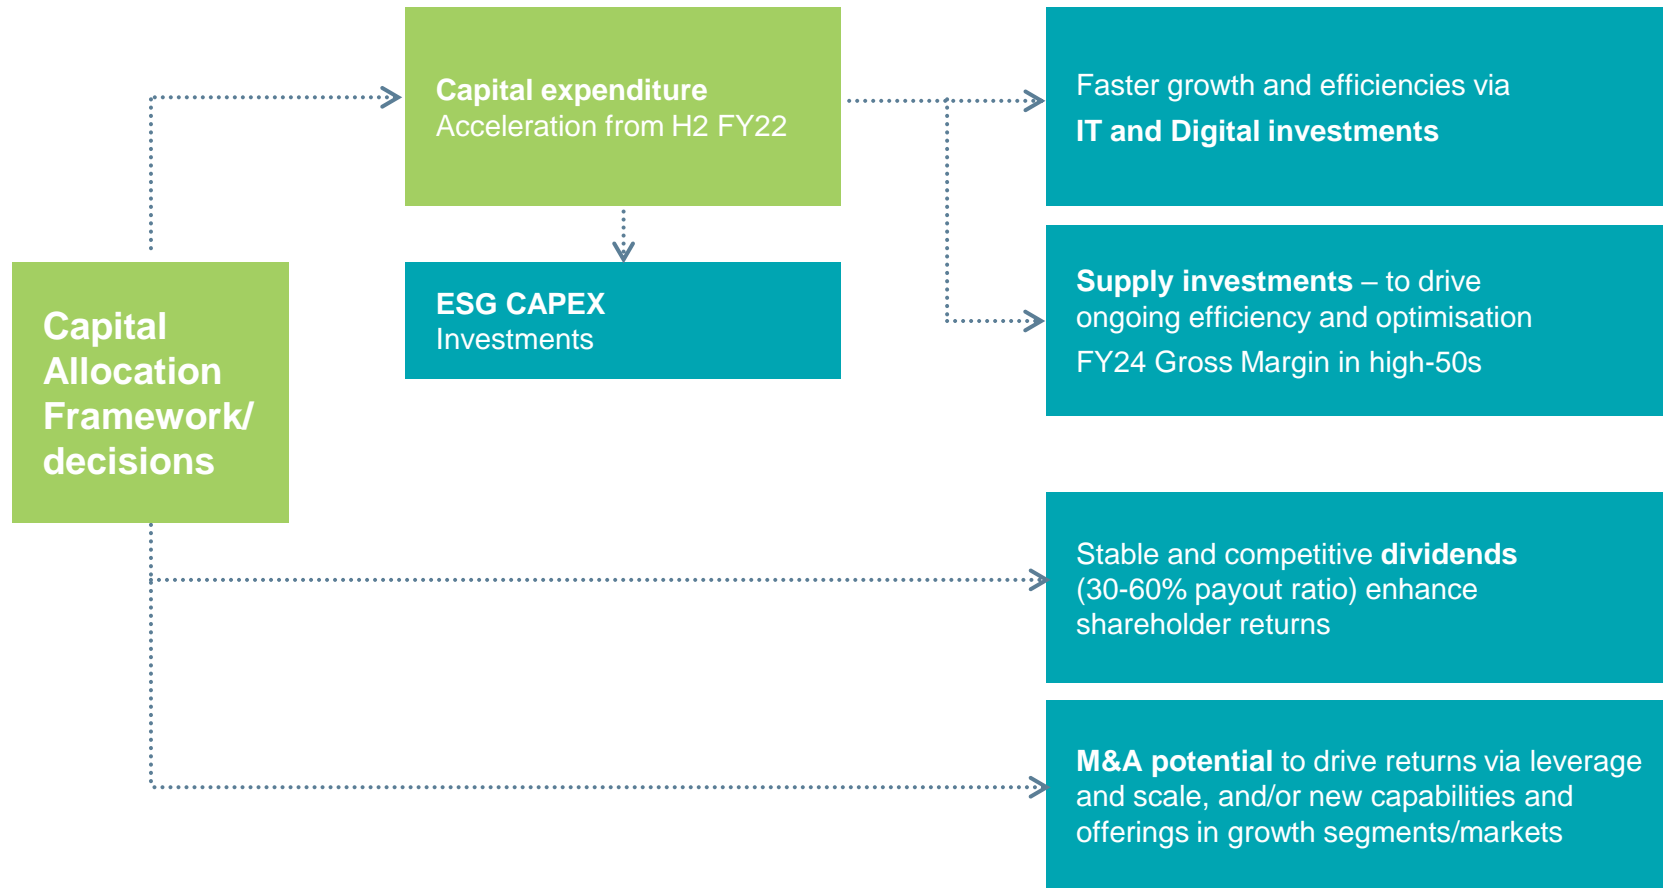 Capital expenditure
Acceleration from H2 FY22
Faster growth and efficiencies via
IT and Digital investments
Capital
Allocation
Framework/
decisions
ESG CAPEX
Investments
Supply investments – to drive
ongoing efficiency and optimisation
FY24 Gross Margin in high-50s
Stable and competitive dividends
(30-60% payout ratio) enhance
shareholder returns
M&A potential to drive returns via leverage
and scale, and/or new capabilities and
offerings in growth segments/markets